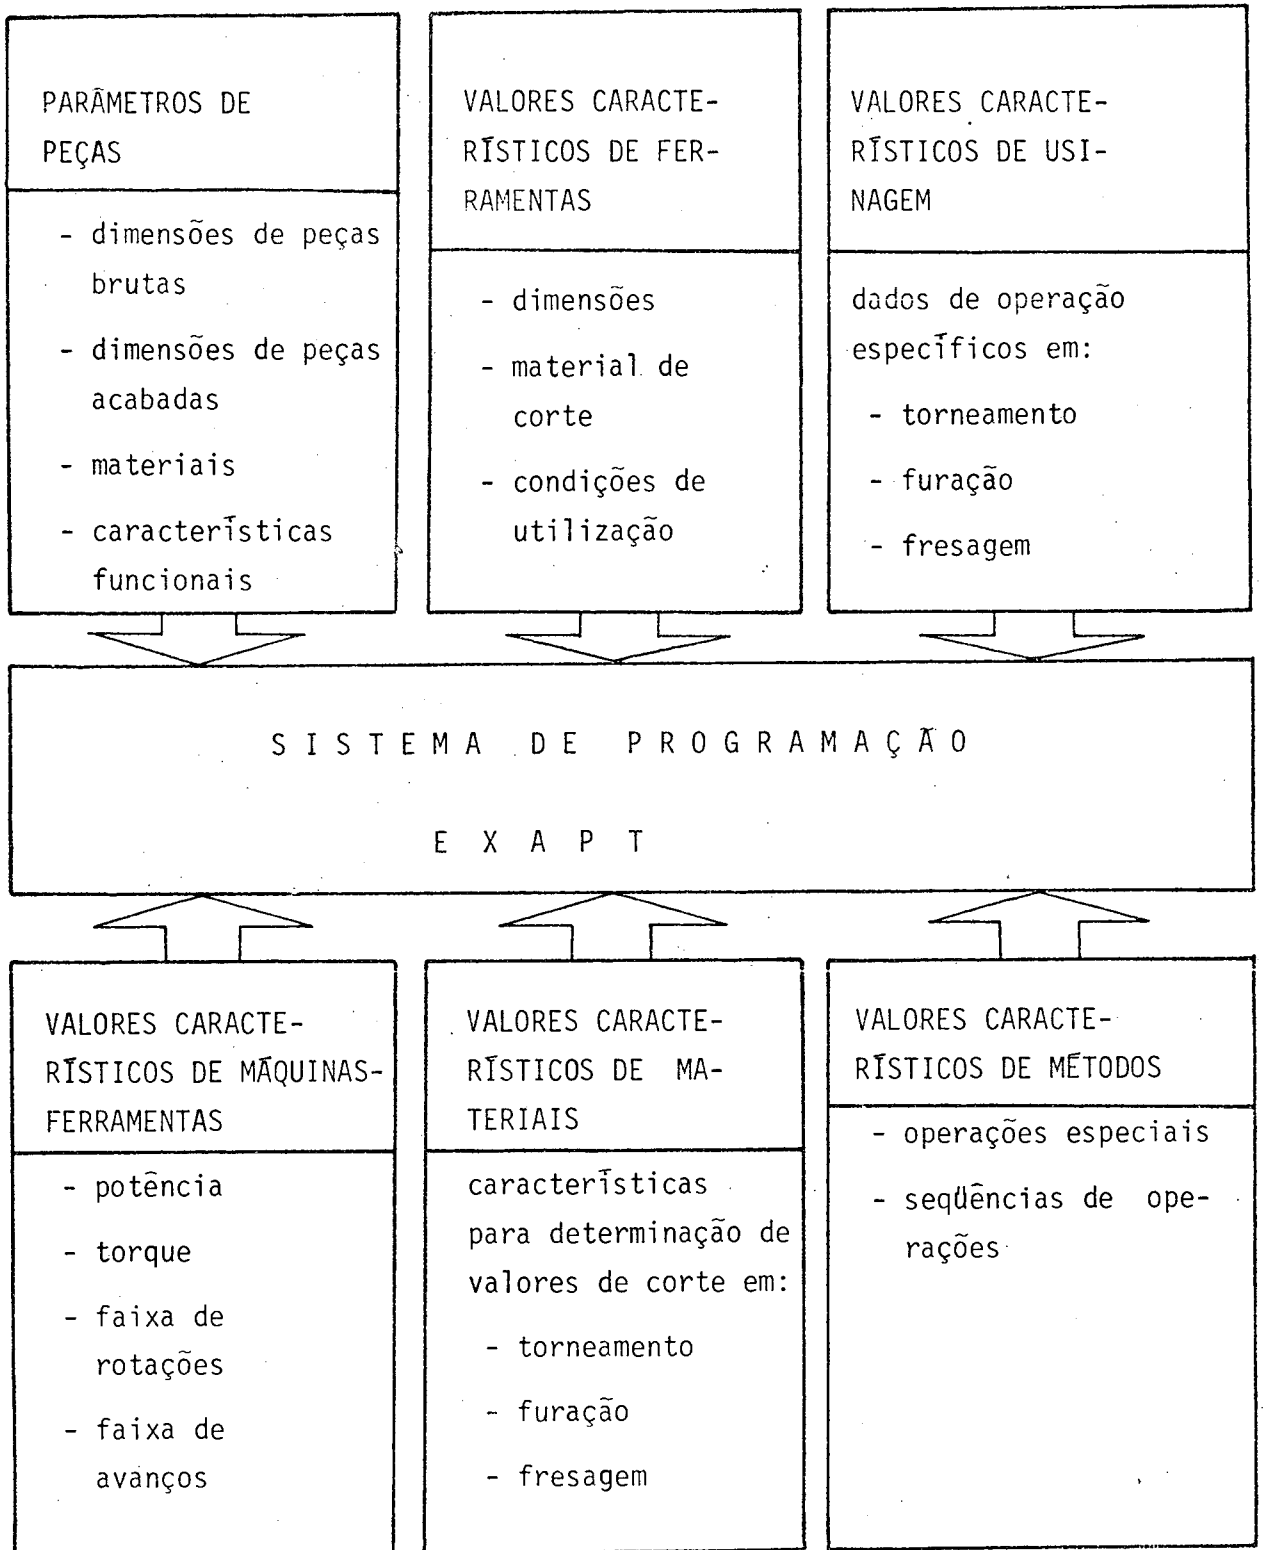 PARÂMETROS DE
PEÇAS
- dimensões de peças
brutas
- dimensões de peças
acabadas
- materiais
- características
funcionais
VALORES CARACTE-
RÍSTICOS DE FER-
RAMENTAS
- dimensões
- material de
corte
- condições de
utilização
VALORES CARACTE-
RÍSTICOS DE USI-
NAGEM
dados de operação
específicos em:
- torneamento
- furação
- fresagem
SISTEMA DE PROGRAMAÇÃO
EXAPT
VALORES CARACTE-
RÍSTICOS DE MÁQUINAS-
FERRAMENTAS
- potência
- torque
- faixa de
rotações
- faixa de
avanços
VALORES CARACTE-
RÍSTICOS DE MA-
TERIAIS
características
para determinação de
valores de corte em:
- torneamento
- furação
- fresagem
VALORES CARACTE-
RÍSTICOS DE MÉTODOS
- operações especiais
- seqüências de ope-
rações